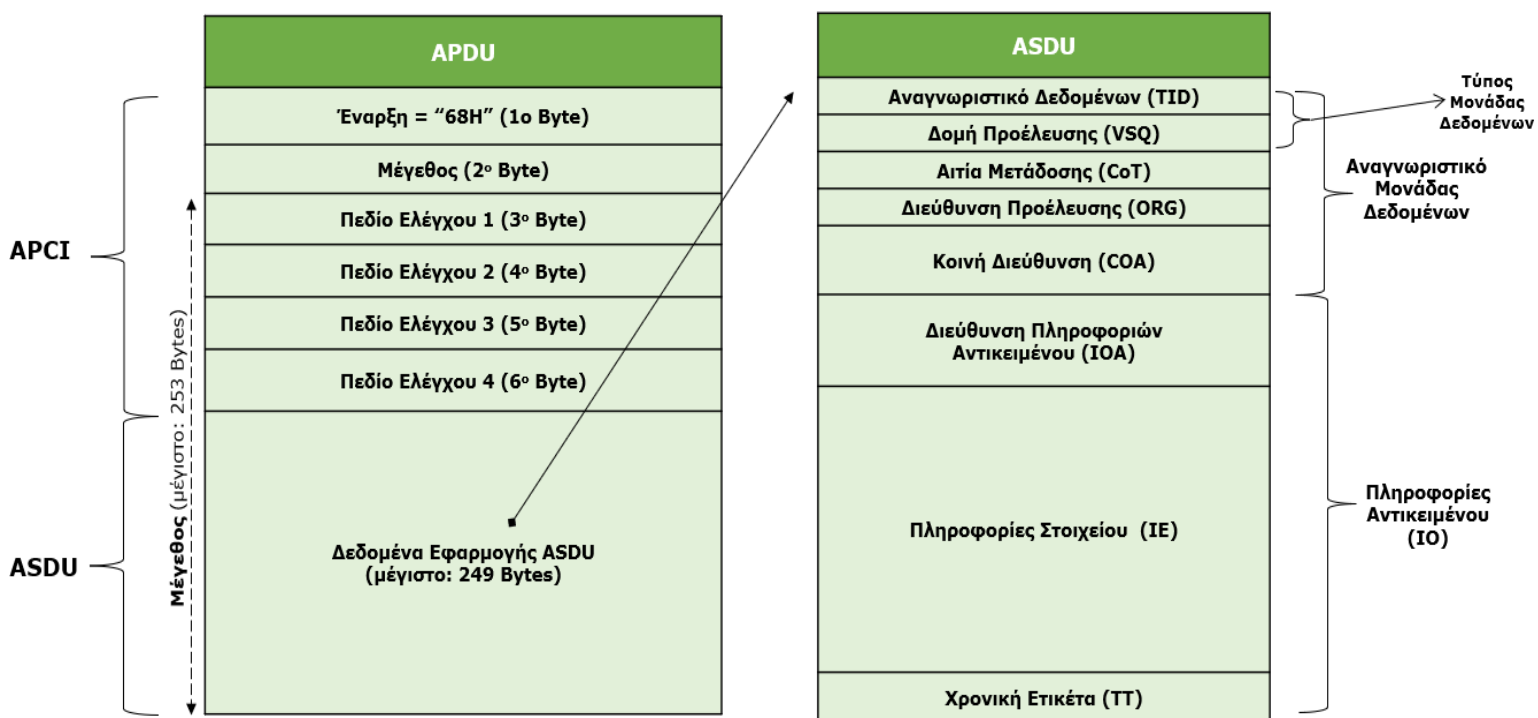 APDU
Έναρξη = “68H” (1ο Byte)
Μέγεθος (2ο Byte)
Πεδίο Ελέγχου 1 (3ο Byte)
Πεδίο Ελέγχου 2 (4ο Byte)
Πεδίο Ελέγχου 3 (5ο Byte)
Πεδίο Ελέγχου 4 (6ο Byte)
Δεδομένα Εφαρμογής ASDU
(μέγιστο: 249 Bytes)
APCI
ASDU
Μέγεθος (μέγιστο: 253 Bytes)
ASDU
Αναγνωριστικό Δεδομένων (TID)
Δομή Προέλευσης (VSQ)
Αιτία Μετάδοσης (CoT)
Διεύθυνση Προέλευσης (ORG)
Κοινή Διεύθυνση (COA)
Διεύθυνση Πληροφοριών
Αντικειμένου (IOA)
Πληροφορίες Στοιχείου (IE)
Χρονική Ετικέτα (TT)
Τύπος
Μονάδας
Δεδομένων
Αναγνωριστικό
Μονάδας
Δεδομένων
Πληροφορίες
Αντικειμένου
(IO)